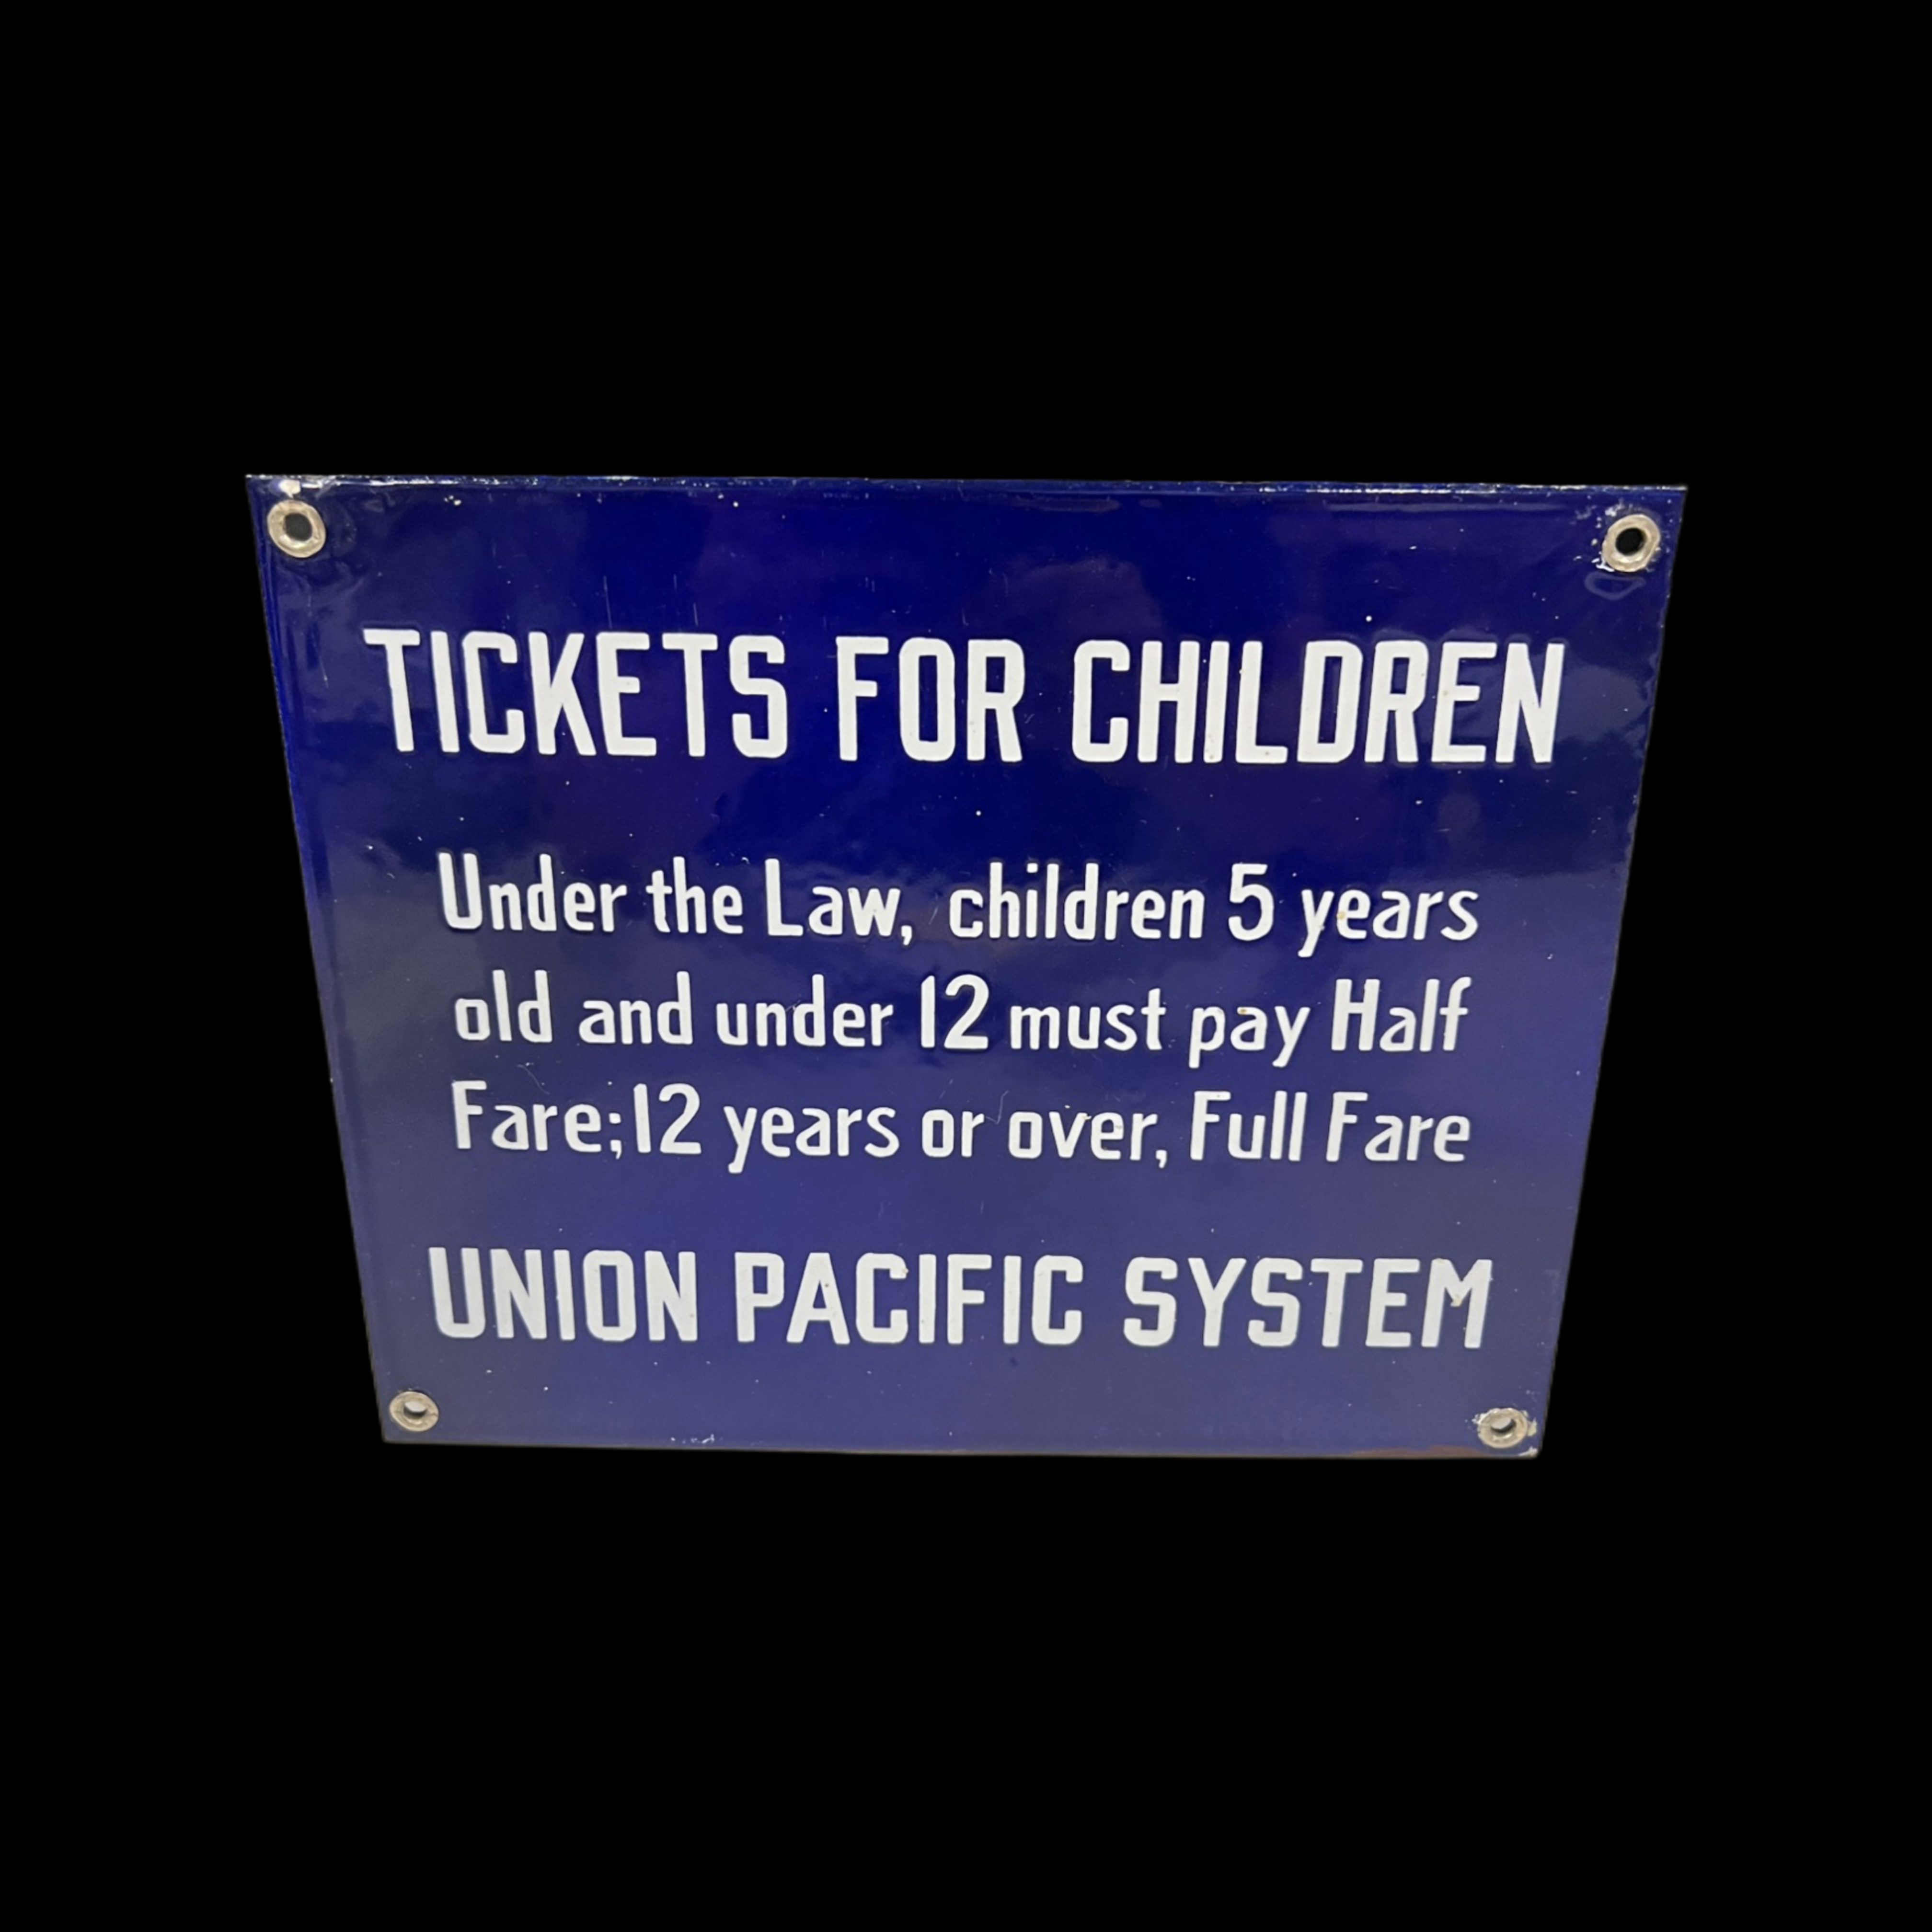 TICKETS FOR CHILDREN
Under the Law, children 5 years
old and under 12 must pay Half
Fare; 12 years or over, Full Fare
UNION PACIFIC SYSTEM